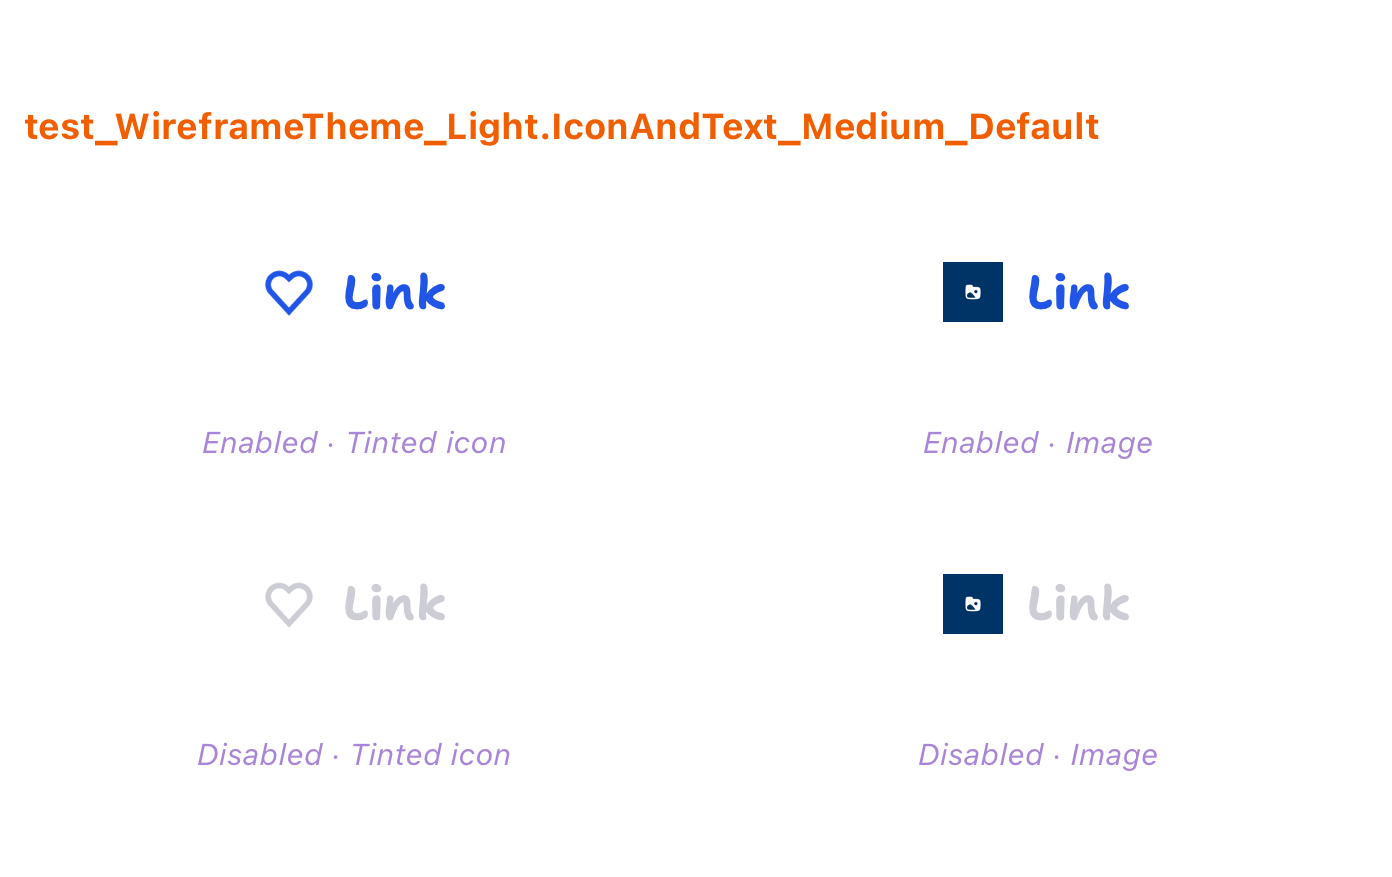 test_WireframeTheme_Light.IconAndText_Medium_Default
Link
Link
Enabled · Tinted icon
Enabled · Image
Link
Link
Disabled · Tinted icon
Disabled · Image